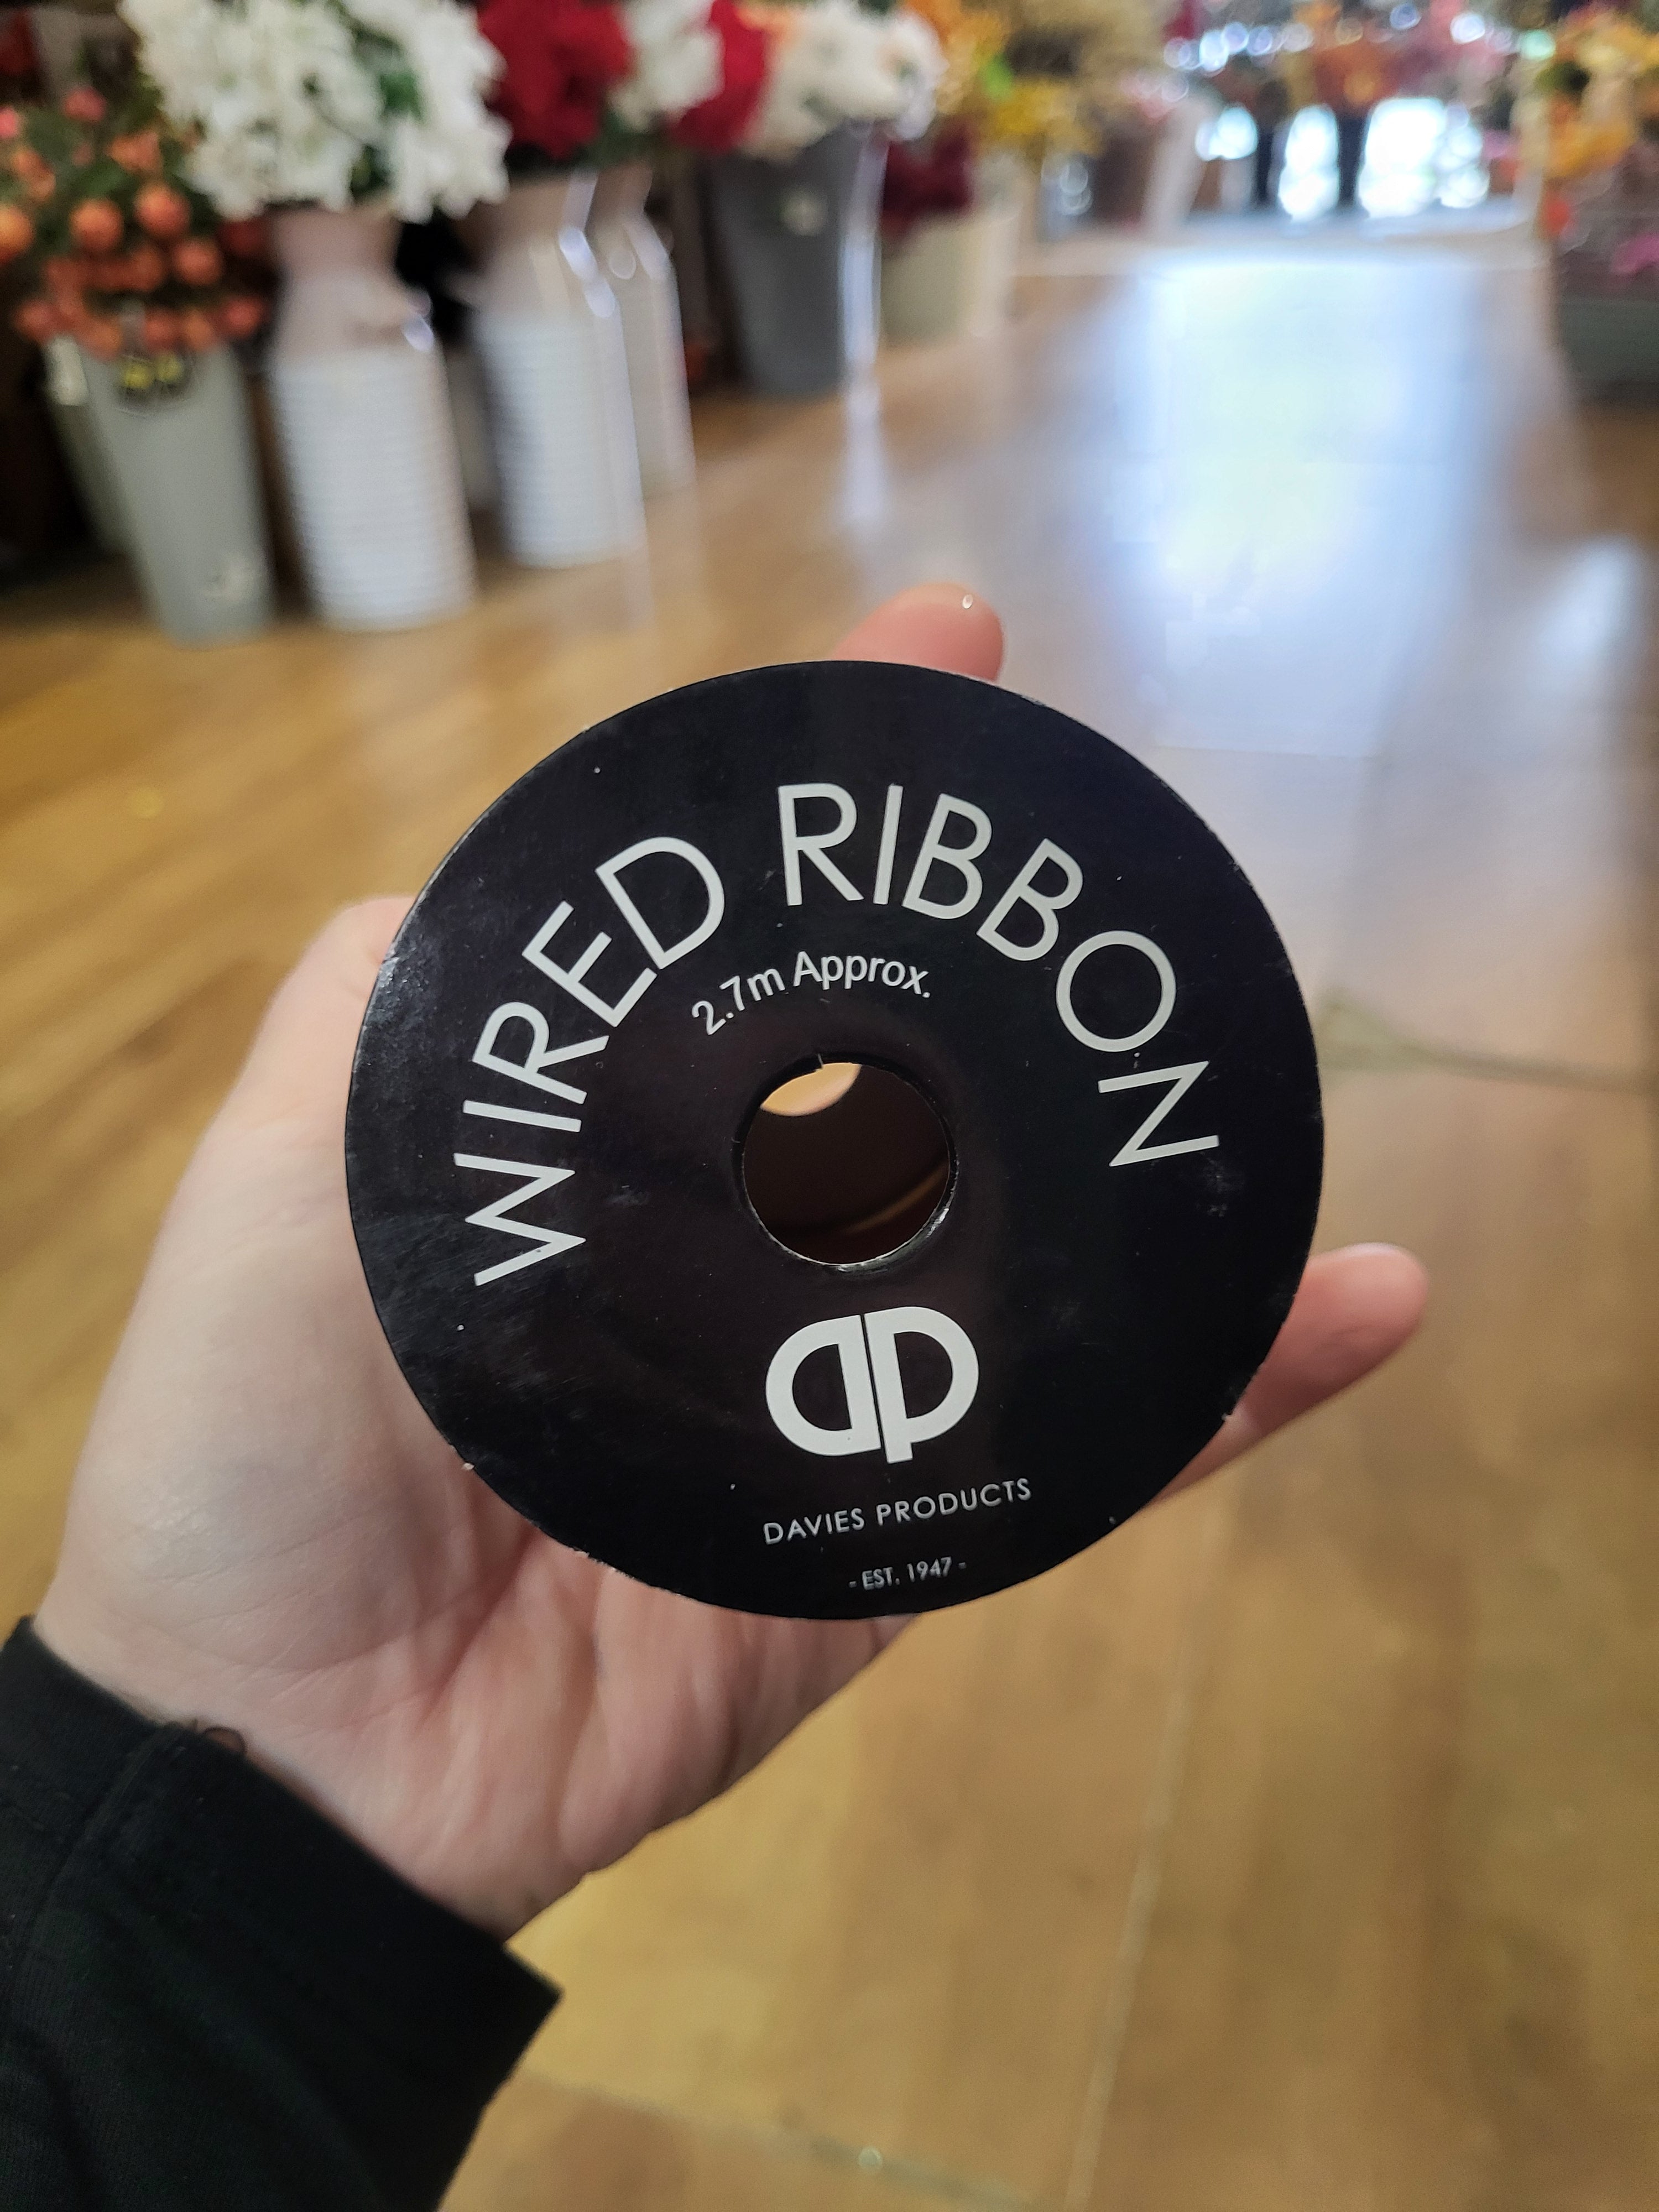 WIRED RIBBON
2.7m Approx.
DP
DAVIES PRODUCTS
- EST. 1947 -